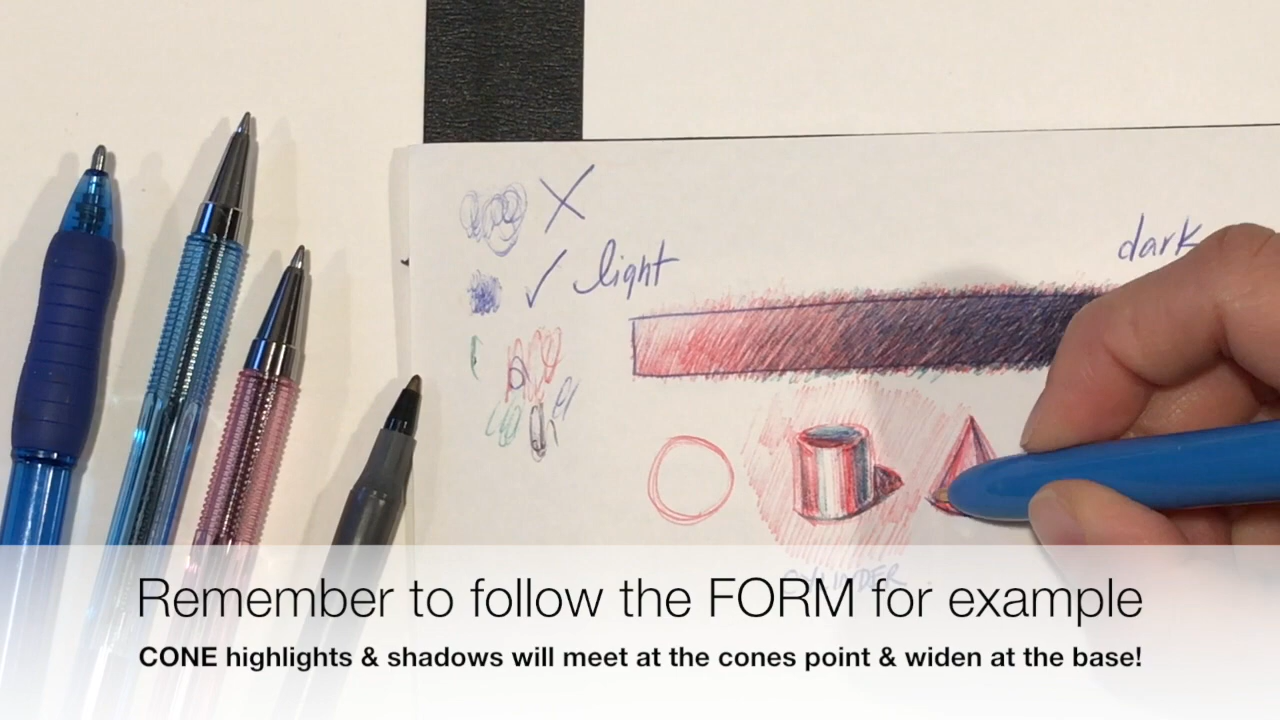 dark
light
CYLINDER
Remember to follow the FORM for example
CONE highlights & shadows will meet at the cones point & widen at the base!